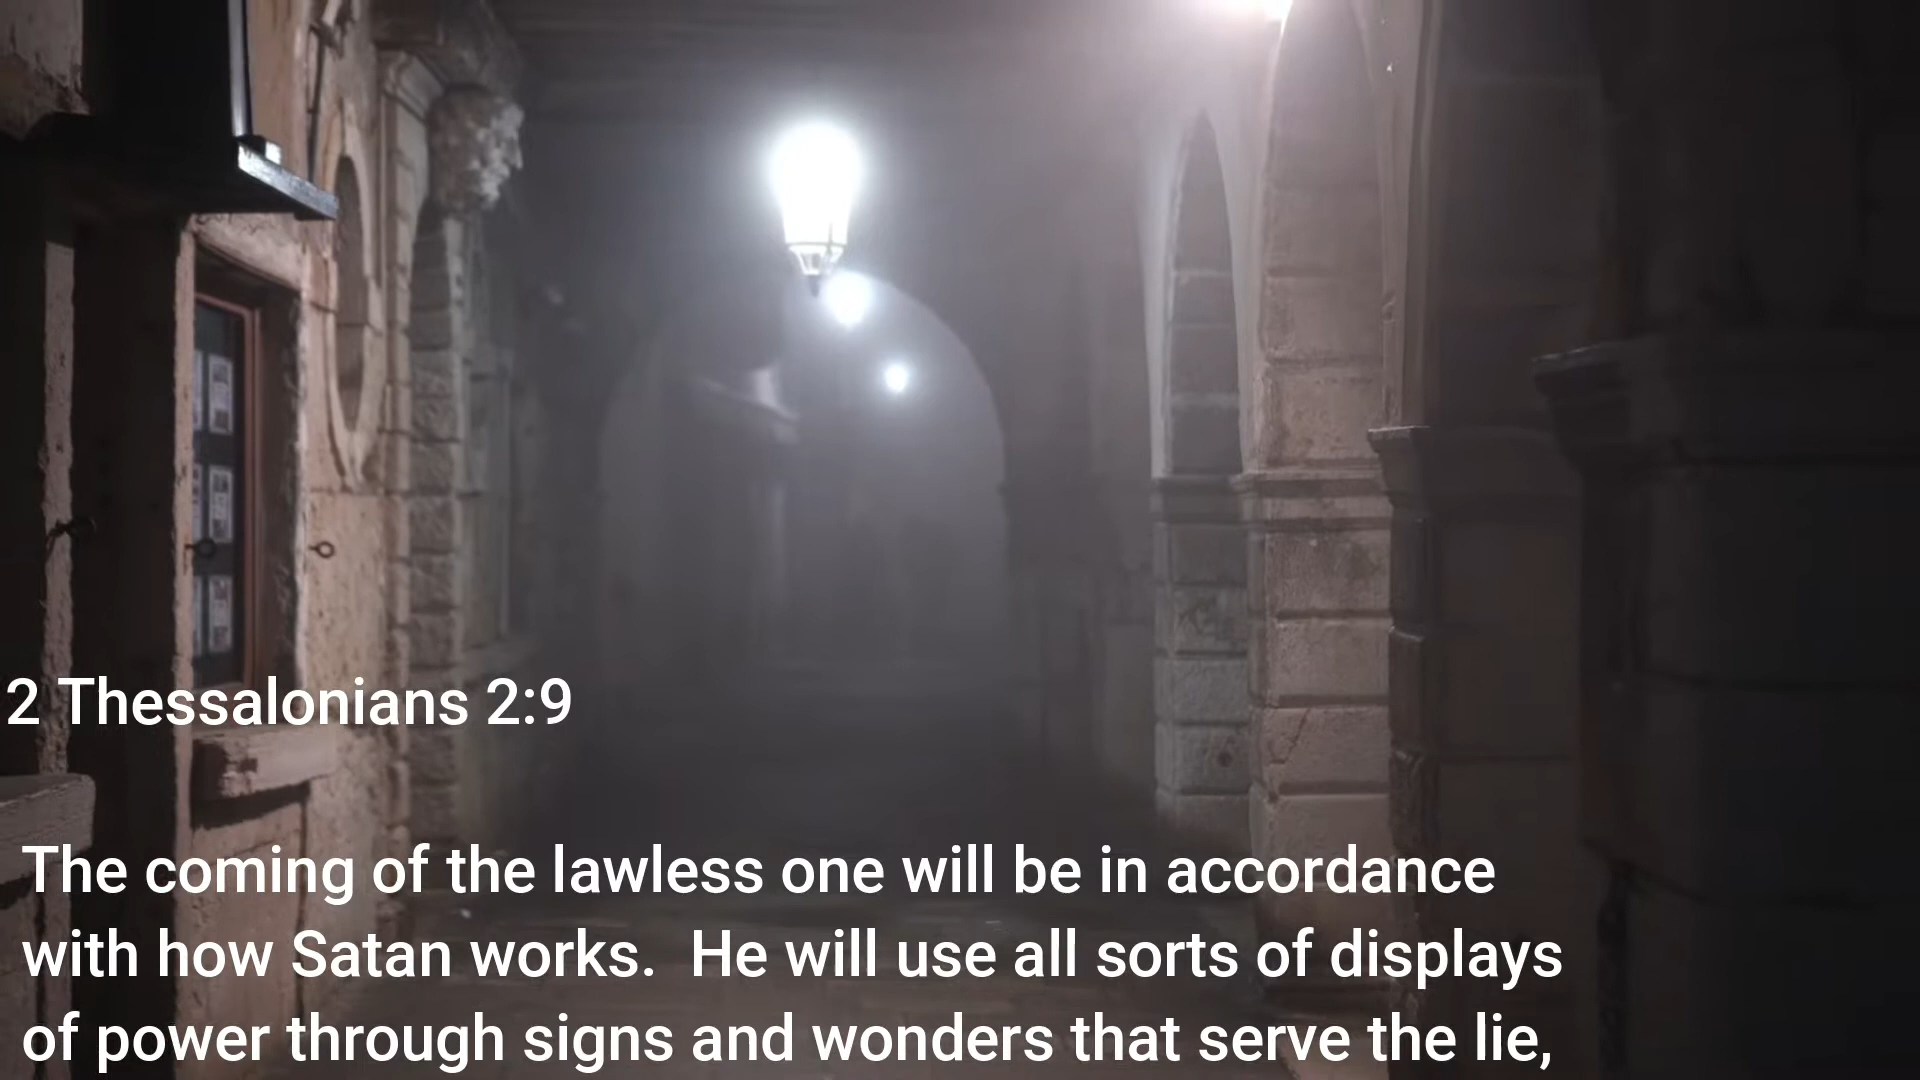 2 Thessalonians 2:9
The coming of the lawless one will be in accordance
with how Satan works.  He will use all sorts of displays
of power through signs and wonders that serve the lie,